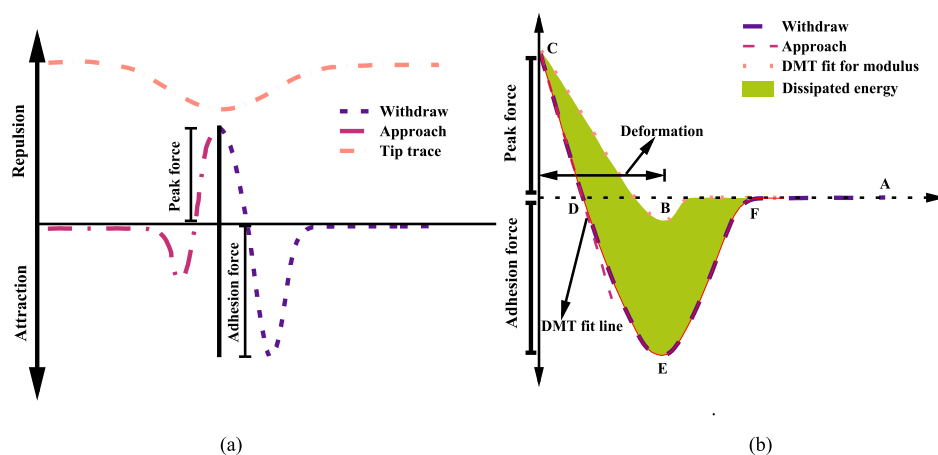 Repulsion
Attraction
Peak force
Adhesion force
Withdraw
Approach
Tip trace
(a)
Withdraw
Approach
DMT fit for modulus
Dissipated energy
C
Peak force
Deformation
A
D
B
F
Adhesion force
DMT fit line
E
(b)